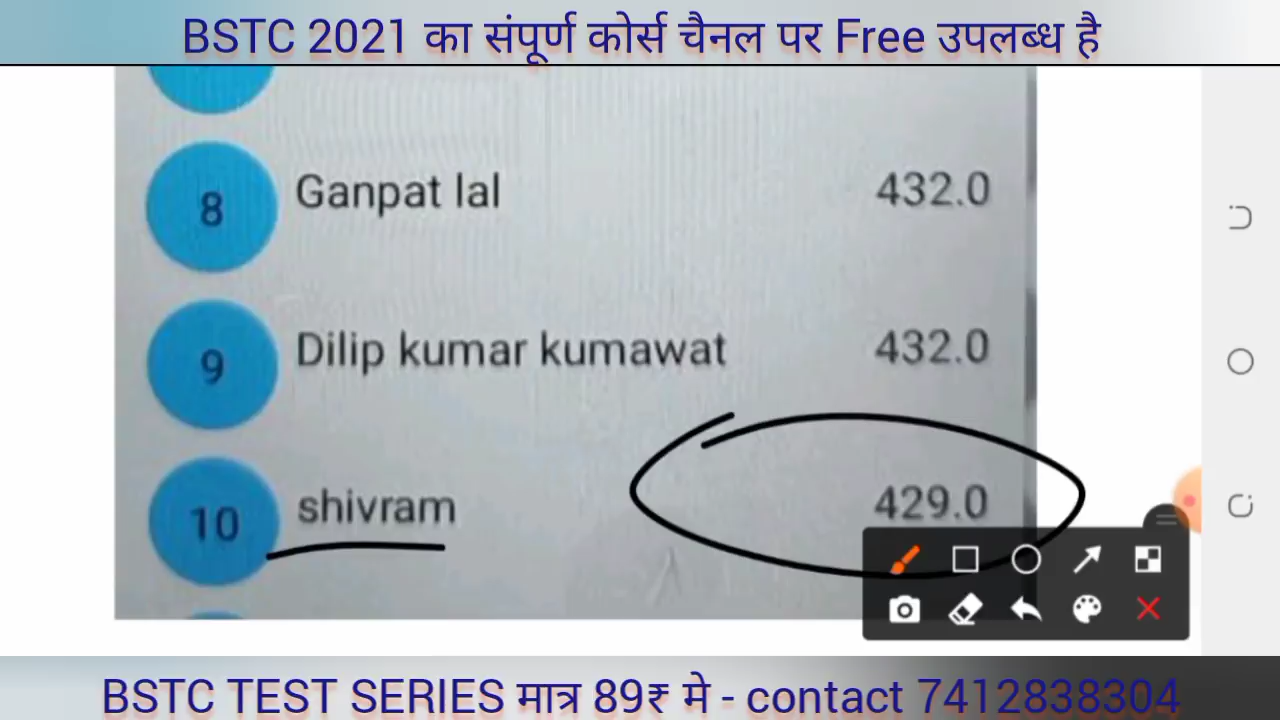 BSTC 2021 का संपूर्ण कोर्स चैनल पर Free उपलब्ध है
8 Ganpat lal 432.0
9 Dilip kumar kumawat 432.0
10 shivram 429.0
BSTC TEST SERIES मात्र 89₹ मे - contact 7412838304